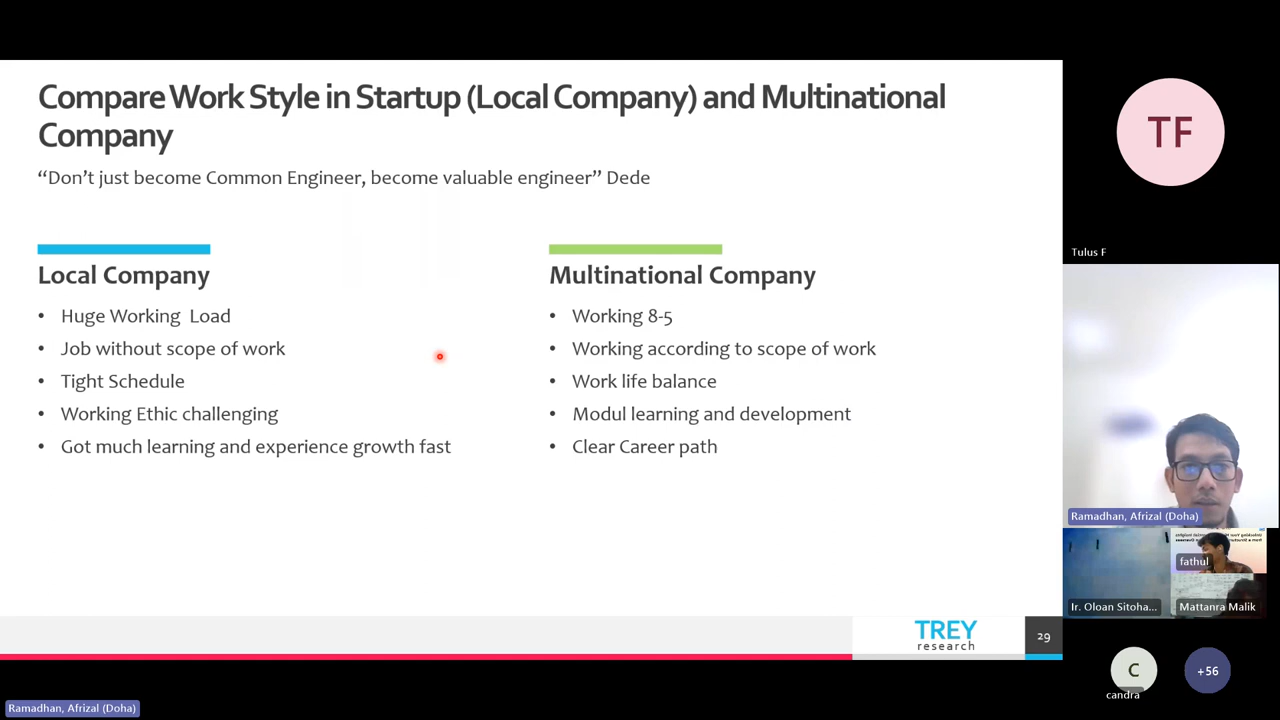 Compare Work Style in Startup (Local Company) and Multinational
Company
“Don’t just become Common Engineer, become valuable engineer” Dede
Local Company
• Huge Working Load
• Job without scope of work
• Tight Schedule
• Working Ethic challenging
• Got much learning and experience growth fast
Multinational Company
• Working 8-5
• Working according to scope of work
• Work life balance
• Modul learning and development
• Clear Career path
TREY
research
29
TF
Tulus F
Ramadhan, Afrizal (Doha)
fathul
Ir. Oloan Sitoha...
Mattanra Malik
C
candra
+56
Ramadhan, Afrizal (Doha)